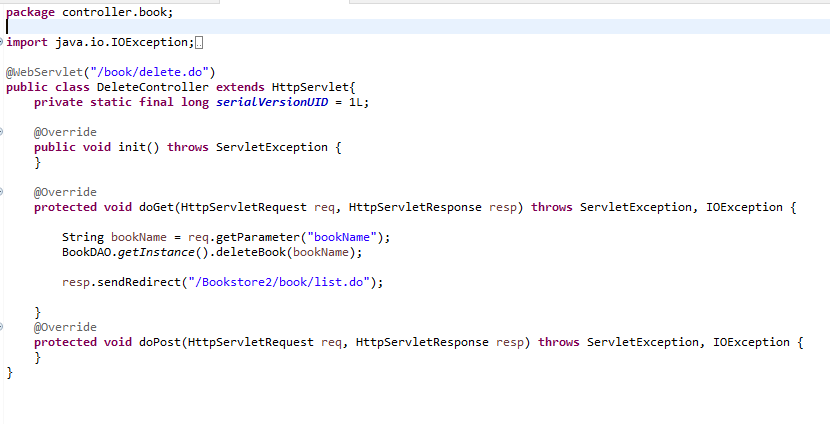 package controller.book;
import java.io.IOException;
@WebServlet("/book/delete.do")
public class DeleteController extends HttpServlet{
    private static final long serialVersionUID = 1L;
    @Override
    public void init() throws ServletException {
    }
    @Override
    protected void doGet(HttpServletRequest req, HttpServletResponse resp) throws ServletException, IOException {
        String bookName = req.getParameter("bookName");
        BookDAO.getInstance().deleteBook(bookName);
        resp.sendRedirect("/Bookstore2/book/list.do");
    }
    @Override
    protected void doPost(HttpServletRequest req, HttpServletResponse resp) throws ServletException, IOException {
    }
}